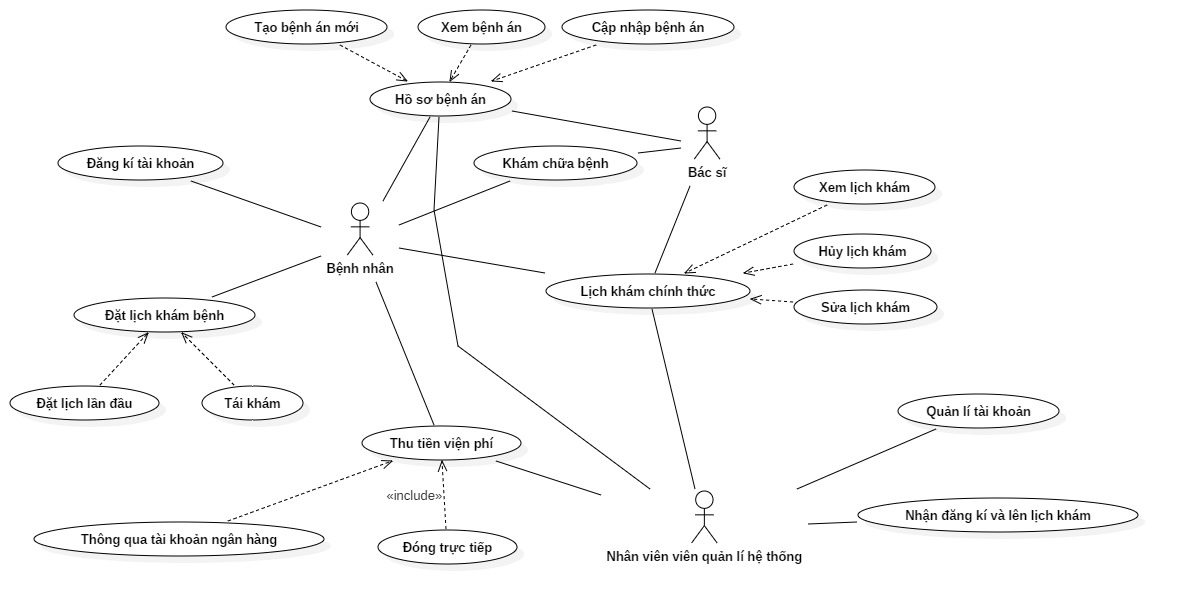 Tạo bệnh án mới
Xem bệnh án
Cập nhập bệnh án
Hồ sơ bệnh án
Đăng kí tài khoản
Khám chữa bệnh
Bác sĩ
Xem lịch khám
Bệnh nhân
Hủy lịch khám
Lịch khám chính thức
Sửa lịch khám
Đặt lịch khám bệnh
Đặt lịch lần đầu
Tái khám
Quản lí tài khoản
Thu tiền viện phí
«include»
Nhận đăng kí và lên lịch khám
Thông qua tài khoản ngân hàng
Đóng trực tiếp
Nhân viên viên quản lí hệ thống